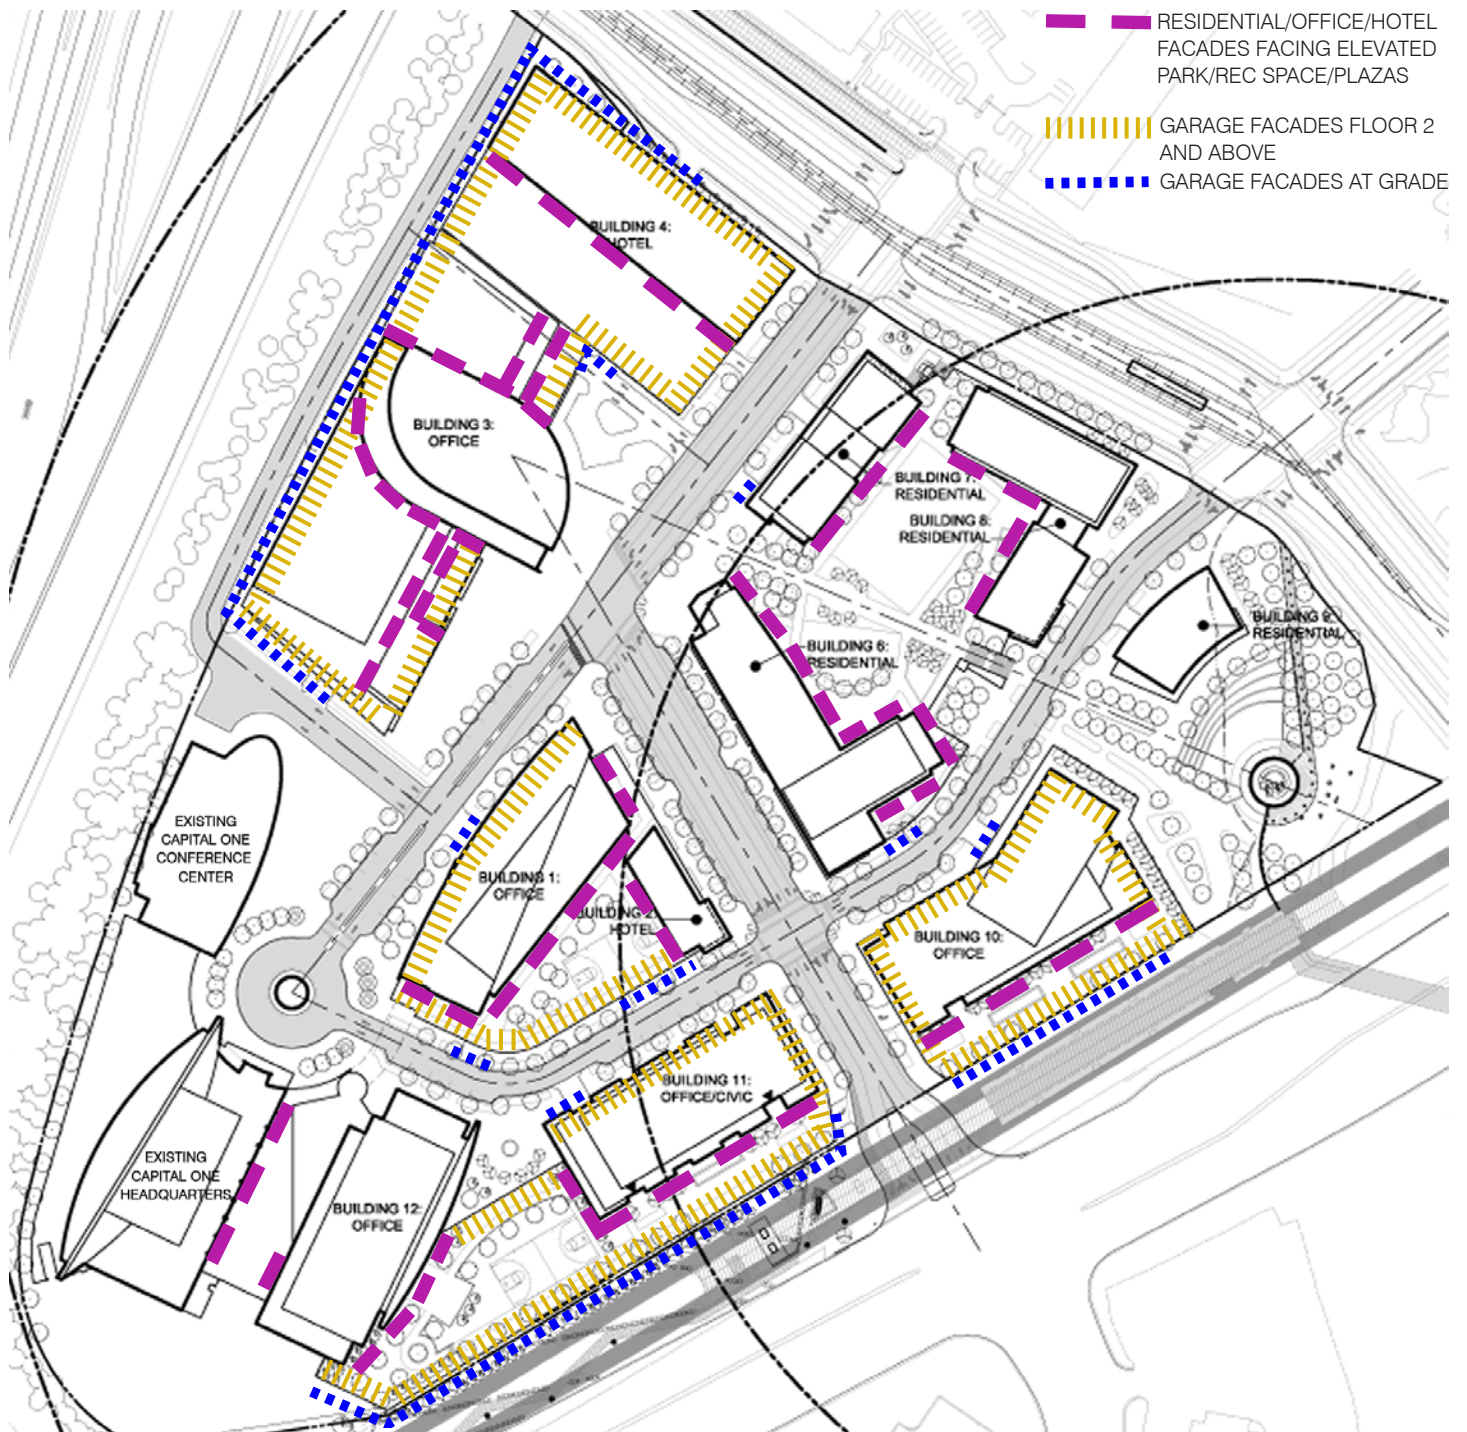 RESIDENTIAL/OFFICE/HOTEL
FACADES FACING ELEVATED
PARK/REC SPACE/PLAZAS
GARAGE FACADES FLOOR 2
AND ABOVE
GARAGE FACADES AT GRADE
BUILDING 4:
HOTEL
BUILDING 3:
OFFICE
BUILDING 7:
RESIDENTIAL
BUILDING 8:
RESIDENTIAL
BUILDING 9:
RESIDENTIAL
BUILDING 6:
RESIDENTIAL
EXISTING
CAPITAL ONE
CONFERENCE
CENTER
BUILDING 1:
OFFICE
BUILDING 2:
HOTEL
BUILDING 10:
OFFICE
BUILDING 11:
OFFICE/CIVIC
EXISTING
CAPITAL ONE
HEADQUARTERS
BUILDING 12:
OFFICE